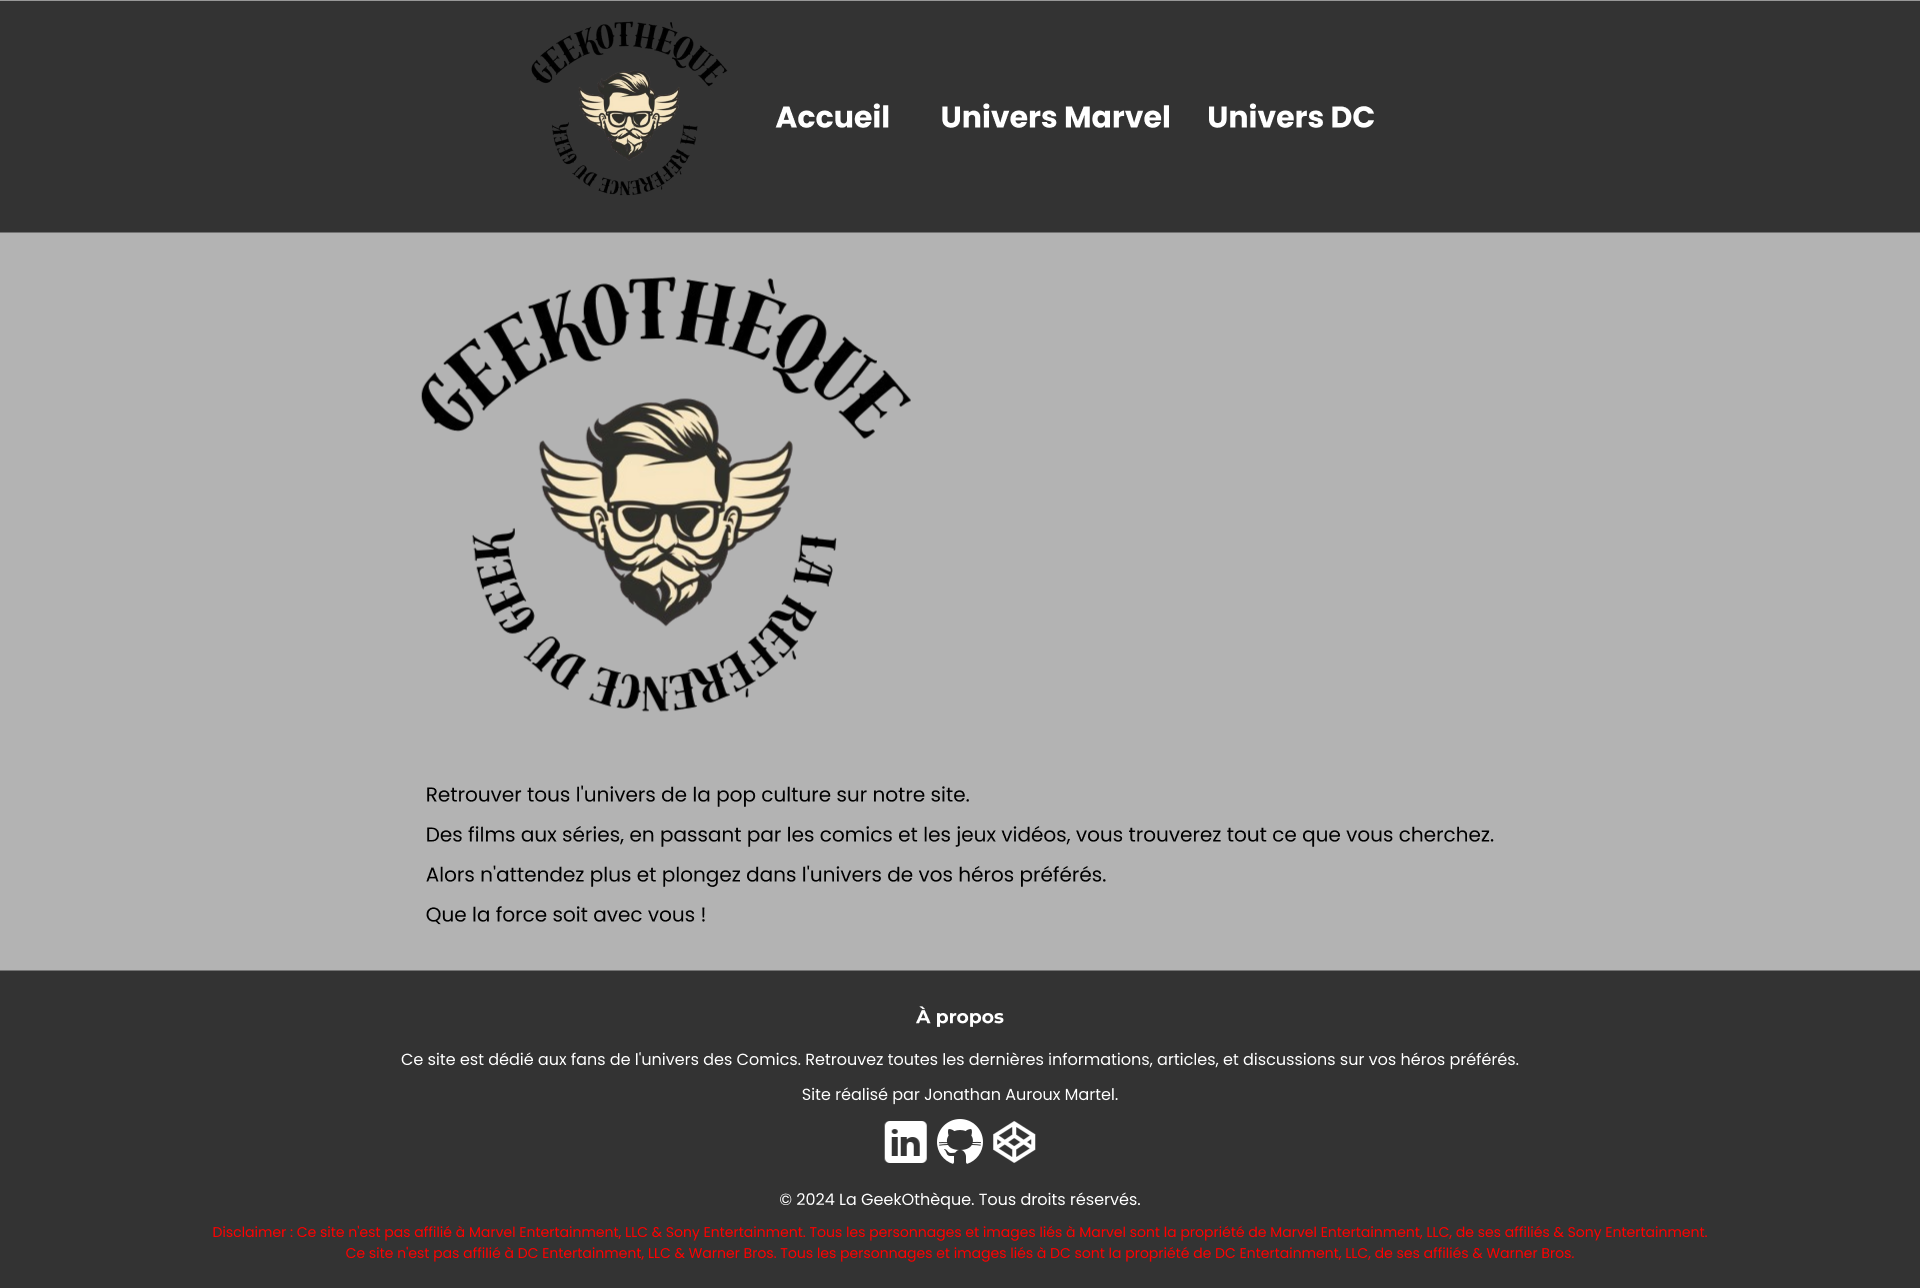 GEEKOTHÈQUE
LA RÉFÉRENCE DU GEEK
Accueil
Univers Marvel
Univers DC
GEEKOTHÈQUE
LA RÉFÉRENCE DU GEEK
Retrouver tous l'univers de la pop culture sur notre site.
Des films aux séries, en passant par les comics et les jeux vidéos, vous trouverez tout ce que vous cherchez.
Alors n'attendez plus et plongez dans l'univers de vos héros préférés.
Que la force soit avec vous !
À propos
Ce site est dédié aux fans de l'univers des Comics. Retrouvez toutes les dernières informations, articles, et discussions sur vos héros préférés.
Site réalisé par Jonathan Auroux Martel.
in
© 2024 La GeekOthèque. Tous droits réservés.
Disclaimer : Ce site n'est pas affilié à Marvel Entertainment, LLC & Sony Entertainment. Tous les personnages et images liés à Marvel sont la propriété de Marvel Entertainment, LLC, de ses affiliés & Sony Entertainment.
Ce site n'est pas affilié à DC Entertainment, LLC & Warner Bros. Tous les personnages et images liés à DC sont la propriété de DC Entertainment, LLC, de ses affiliés & Warner Bros.